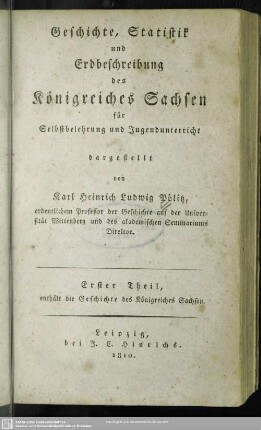 Geschichte, Statistik
und
Erdbeschreibung
des
Königreiches Sachsen
für
Selbstbelehrung und Jugendunterricht
dargestellt
von
Karl Heinrich Ludwig Pölitz,
ordentlichem Professor der Geschichte auf der Univer-
sität Wittenberg und des akademischen Seminariums
Direktor.
Erster Theil,
enthält die Geschichte des Königreiches Sachsen.
Leipzig,
bei J. C. Hinrichs.
1810.